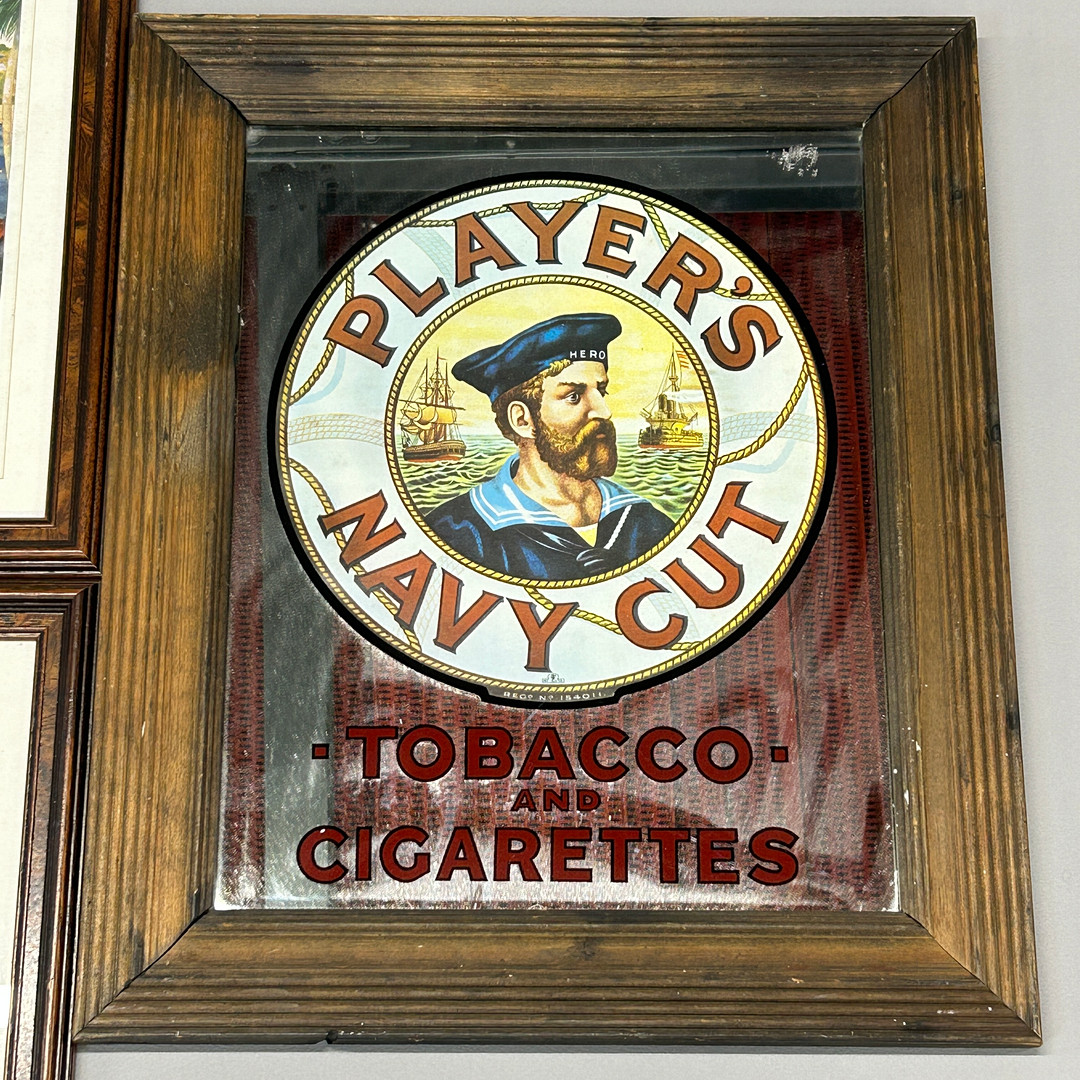 PLAYER'S
HERO
NAVY CUT
REGD No 154011.
·TOBACCO·
AND
CIGARETTES